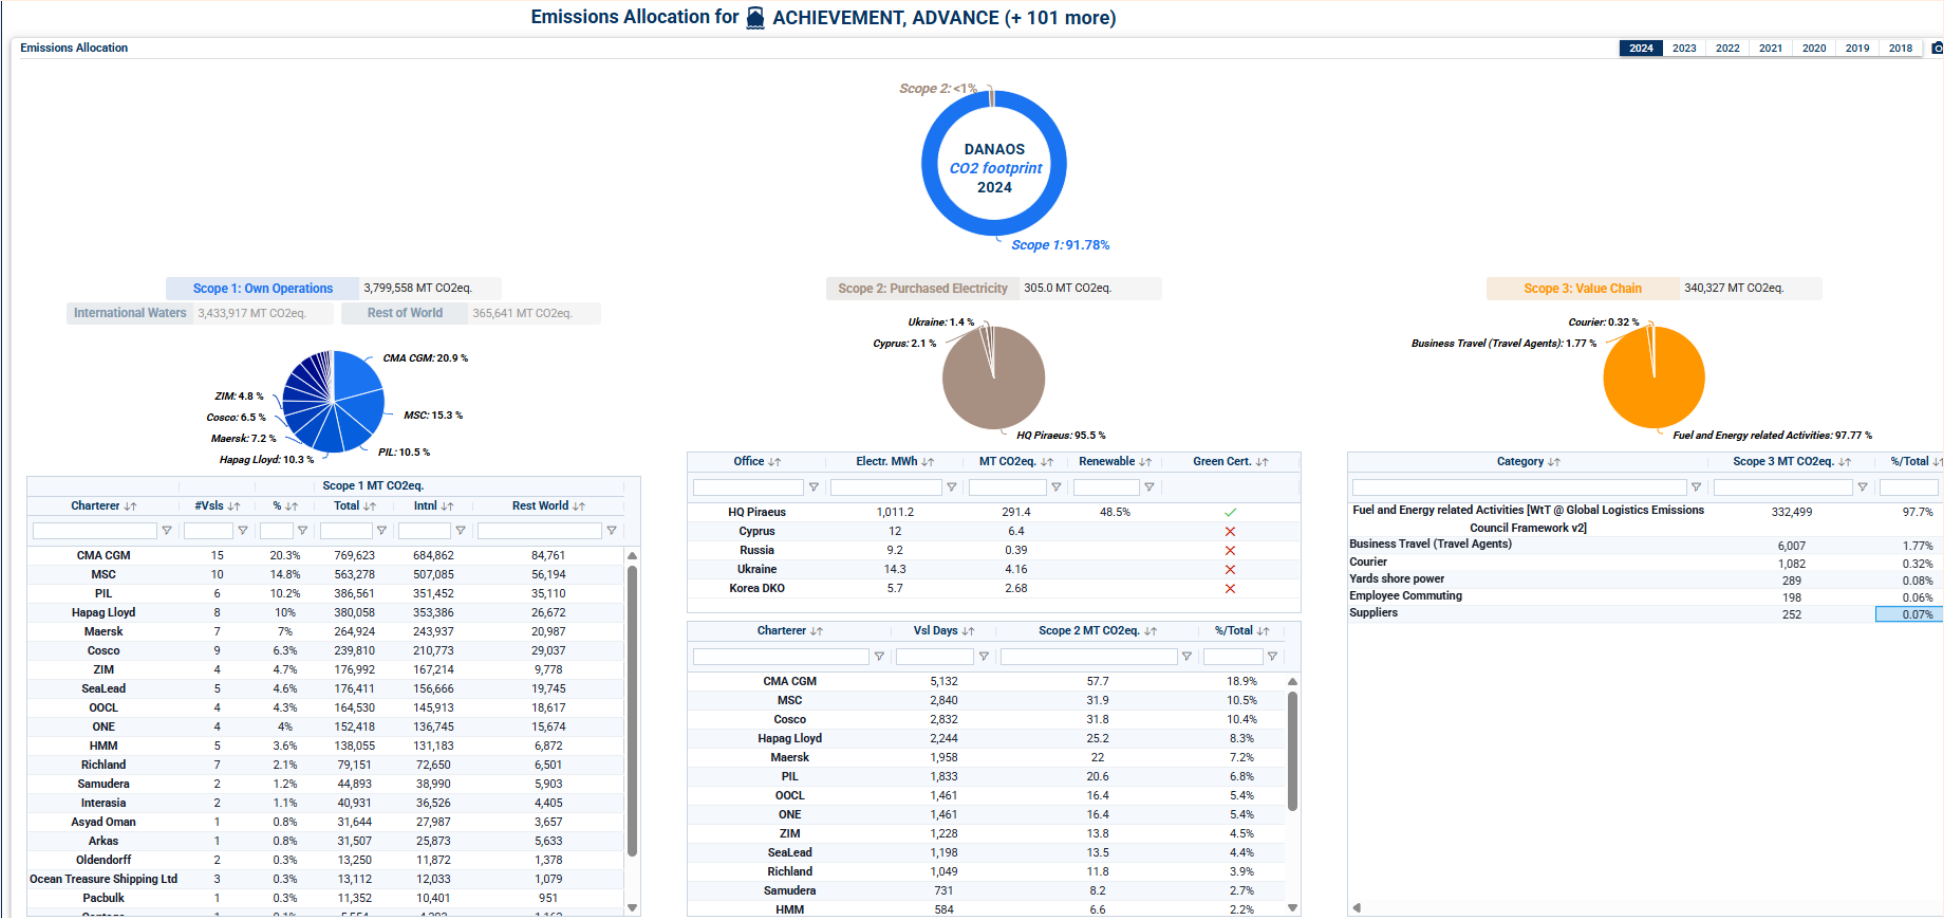 Emissions Allocation for ACHIEVEMENT, ADVANCE (+ 101 more)
Emissions Allocation
2024 2023 2022 2021 2020 2019 2018
Scope 2: <1%
DANAOS
CO2 footprint
2024
Scope 1: 91.78%
Scope 1: Own Operations 3,799,558 MT CO2eq.
International Waters 3,433,917 MT CO2eq. Rest of World 365,641 MT CO2eq.
CMA CGM: 20.9 %
ZIM: 4.8 %
MSC: 15.3 %
Cosco: 6.5 %
Maersk: 7.2 %
PIL: 10.5 %
Hapag Lloyd: 10.3 %
Scope 1 MT CO2eq.
Charterer #Vsls % Total Intnl Rest World
CMA CGM 15 20.3% 769,623 684,862 84,761
MSC 10 14.8% 563,278 507,085 56,194
PIL 6 10.2% 386,561 351,452 35,110
Hapag Lloyd 8 10% 380,058 353,386 26,672
Maersk 7 7% 264,924 243,937 20,987
Cosco 9 6.3% 239,810 210,773 29,037
ZIM 4 4.7% 176,992 167,214 9,778
SeaLead 5 4.6% 176,411 156,666 19,745
OOCL 4 4.3% 164,530 145,913 18,617
ONE 4 4% 152,418 136,745 15,674
HMM 5 3.6% 138,055 131,183 6,872
Richland 7 2.1% 79,151 72,650 6,501
Samudera 2 1.2% 44,893 38,990 5,903
Interasia 2 1.1% 40,931 36,526 4,405
Asyad Oman 1 0.8% 31,644 27,987 3,657
Arkas 1 0.8% 31,507 25,873 5,633
Oldendorff 2 0.3% 13,250 11,872 1,378
Ocean Treasure Shipping Ltd 3 0.3% 13,112 12,033 1,079
Pacbulk 1 0.3% 11,352 10,401 951
Scope 2: Purchased Electricity 305.0 MT CO2eq.
Ukraine: 1.4 %
Cyprus: 2.1 %
HQ Piraeus: 95.5 %
Office Electr. MWh MT CO2eq. Renewable Green Cert.
HQ Piraeus 1,011.2 291.4 48.5%
Cyprus 12 6.4
Russia 9.2 0.39
Ukraine 14.3 4.16
Korea DKO 5.7 2.68
Charterer Vsl Days Scope 2 MT CO2eq. %/Total
CMA CGM 5,132 57.7 18.9%
MSC 2,840 31.9 10.5%
Cosco 2,832 31.8 10.4%
Hapag Lloyd 2,244 25.2 8.3%
Maersk 1,958 22 7.2%
PIL 1,833 20.6 6.8%
OOCL 1,461 16.4 5.4%
ONE 1,461 16.4 5.4%
ZIM 1,228 13.8 4.5%
SeaLead 1,198 13.5 4.4%
Richland 1,049 11.8 3.9%
Samudera 731 8.2 2.7%
HMM 584 6.6 2.2%
Scope 3: Value Chain 340,327 MT CO2eq.
Courier: 0.32 %
Business Travel (Travel Agents): 1.77 %
Fuel and Energy related Activities: 97.77 %
Category Scope 3 MT CO2eq. %/Total
Fuel and Energy related Activities [WtT @ Global Logistics Emissions 332,499 97.7%
Council Framework v2]
Business Travel (Travel Agents) 6,007 1.77%
Courier 1,082 0.32%
Yards shore power 289 0.08%
Employee Commuting 198 0.06%
Suppliers 252 0.07%